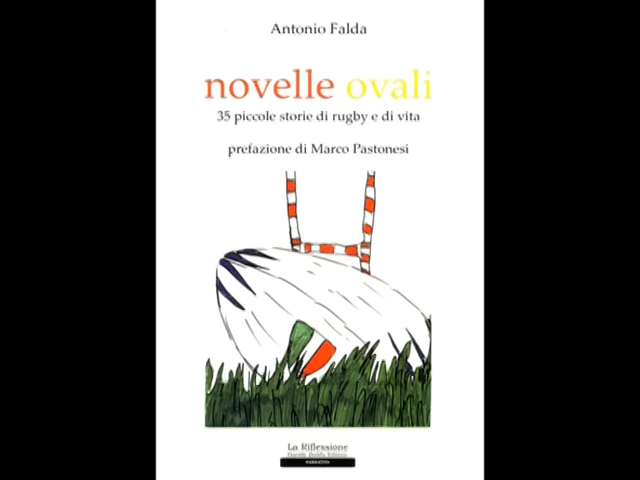 Antonio Falda
novelle ovali
35 piccole storie di rugby e di vita
prefazione di Marco Pastonesi
La Riflessione